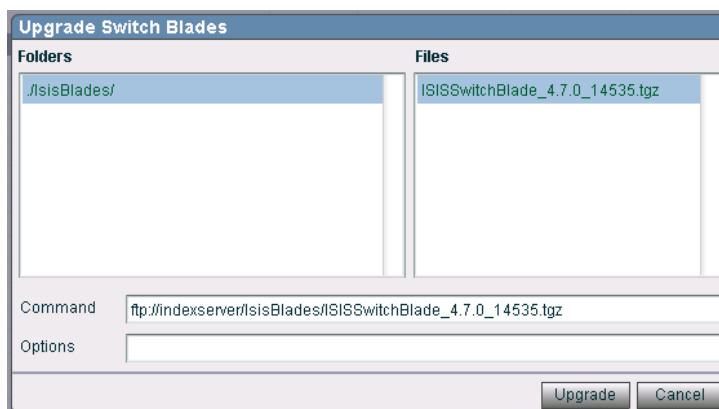 Upgrade Switch Blades
Folders
Files
./IsisBlades/
ISISSwitchBlade_4.7.0_14535.tgz
Command
ftp://indexserver/IsisBlades/ISISSwitchBlade_4.7.0_14535.tgz
Options
Upgrade
Cancel